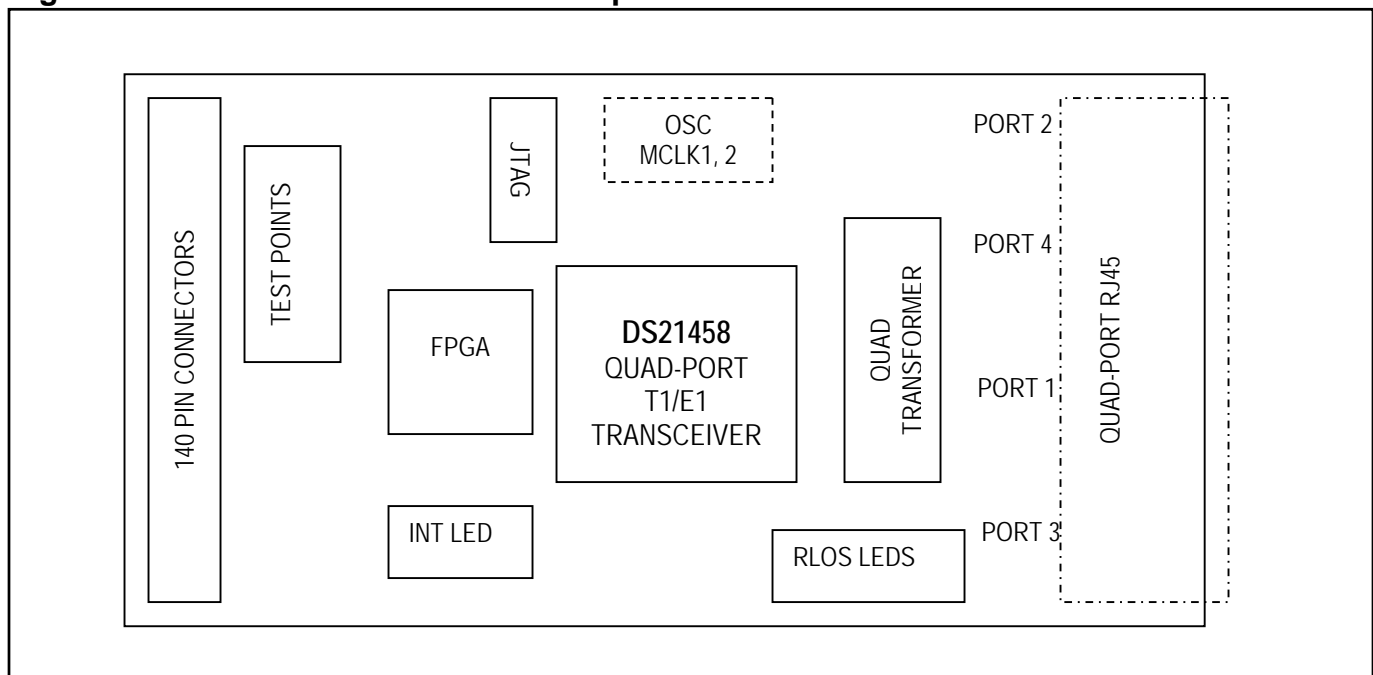 OSC
MCLK1, 2
PORT 2
JTAG
TEST POINTS
140 PIN CONNECTORS
PORT 4
QUAD
TRANSFORMER
QUAD-PORT RJ45
FPGA
DS21458
QUAD-PORT
T1/E1
TRANSCEIVER
PORT 1
INT LED
RLOS LEDS
PORT 3